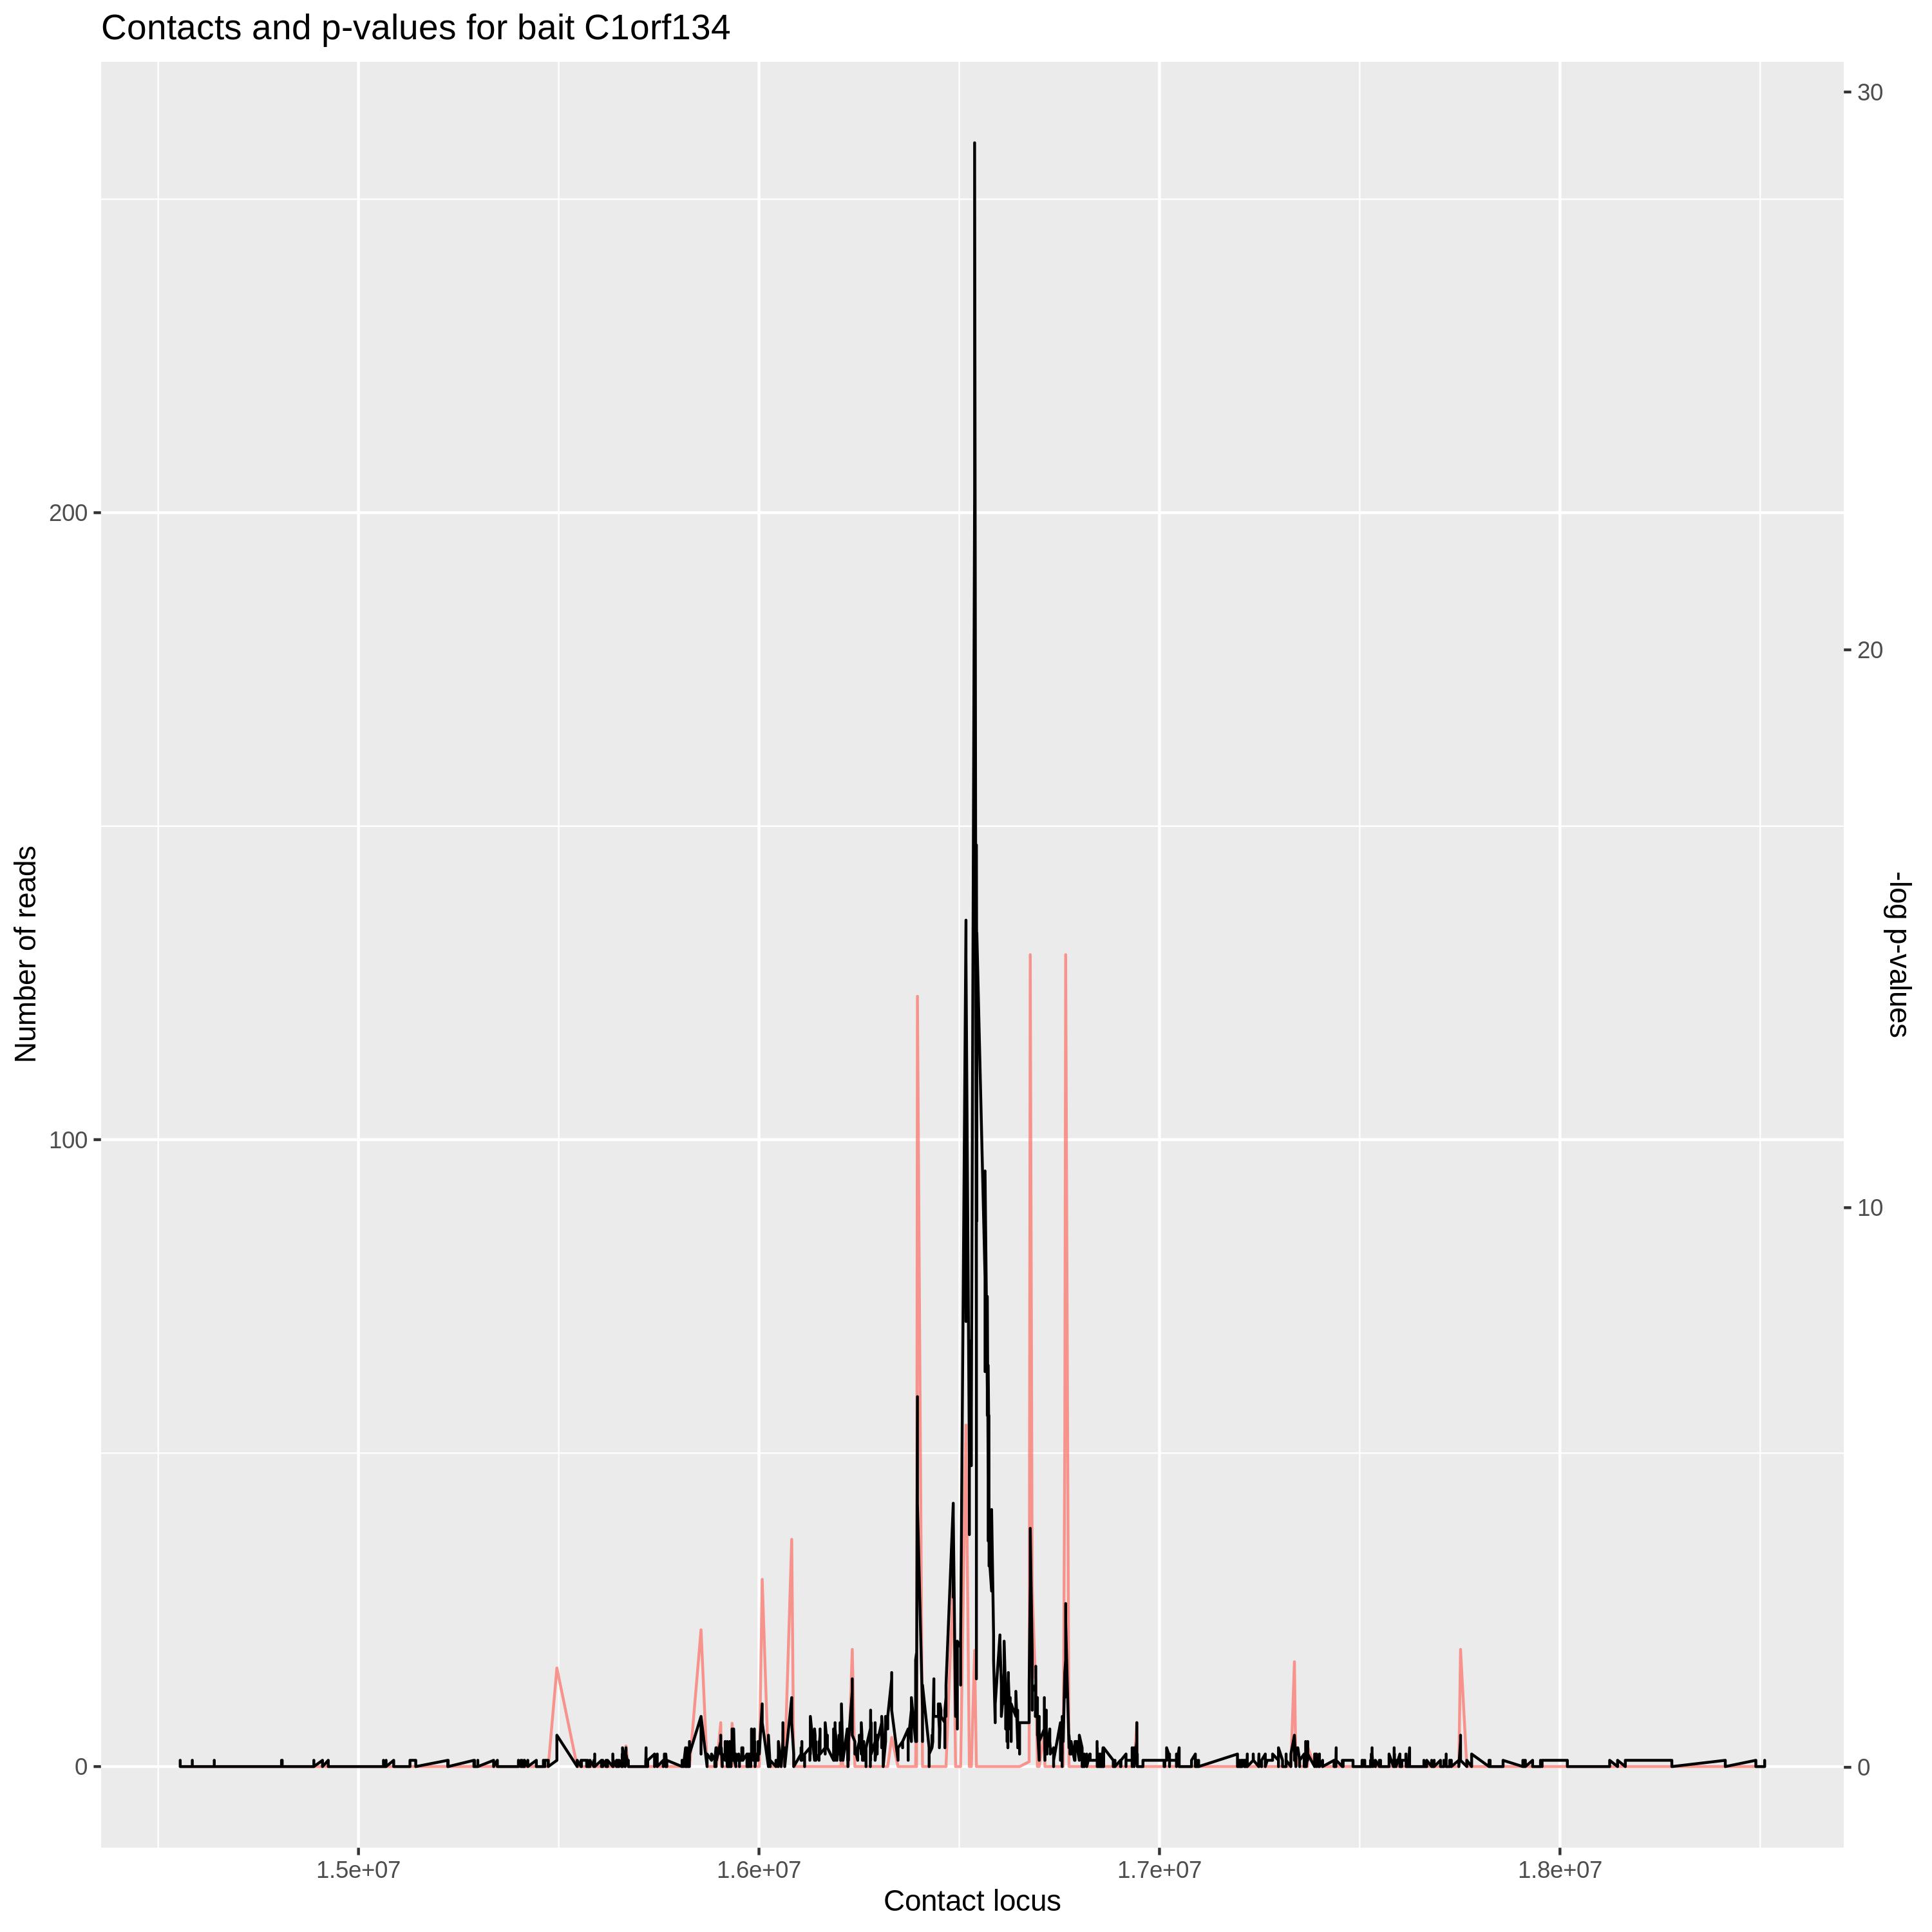 Contacts and p-values for bait C1orf134
30
200
20
Number of reads
-log p-values
100
10
0
0
1.5e+07
1.6e+07
1.7e+07
1.8e+07
Contact locus